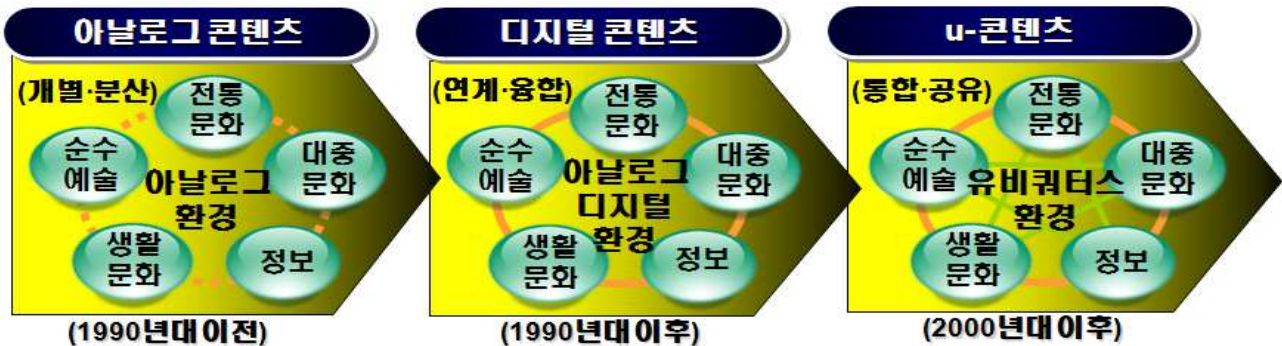 아날로그 콘텐츠
(개별·분산)
전통
문화
순수
예술
대중
문화
아날로그
환경
생활
문화
정보
(1990년대 이전)
디지털 콘텐츠
(연계·융합)
전통
문화
순수
예술
대중
문화
아날로그
디지털
환경
생활
문화
정보
(1990년대 이후)
u-콘텐츠
(통합·공유)
전통
문화
순수
예술
대중
문화
유비쿼터스
환경
생활
문화
정보
(2000년대 이후)